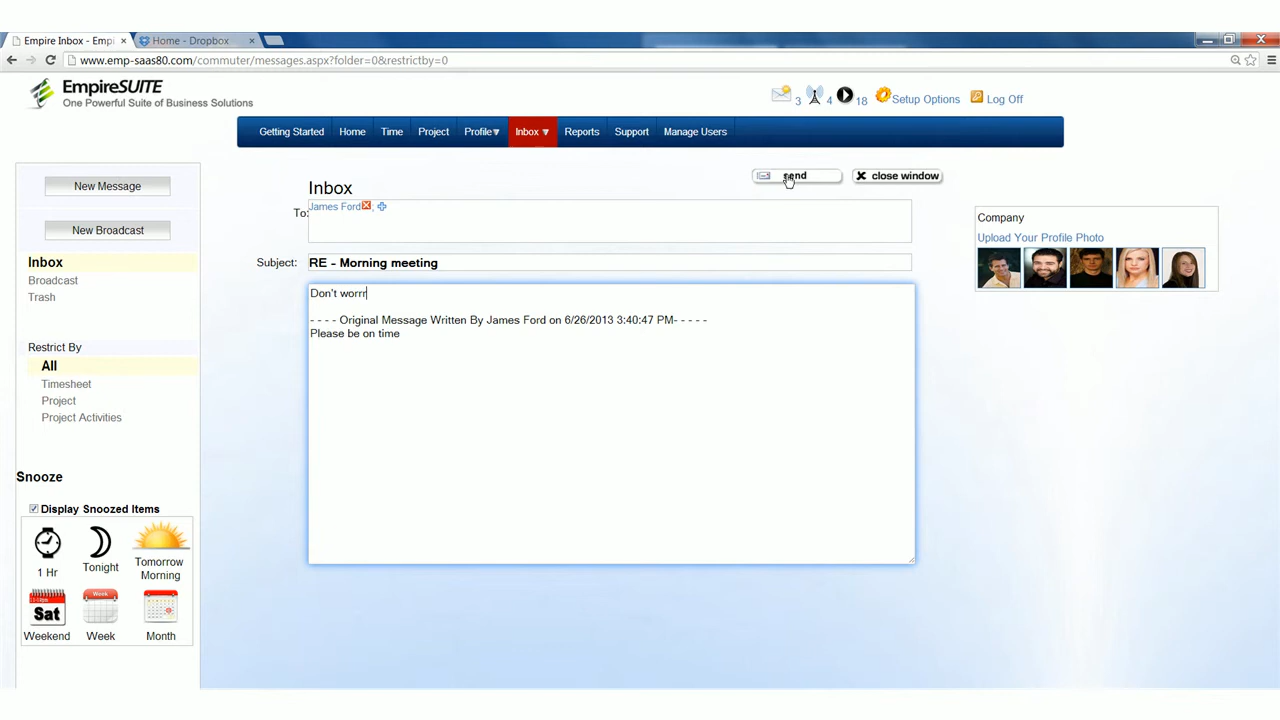 Empire Inbox - Empi
Home - Dropbox
www.emp-saas80.com/commuter/messages.aspx?folder=0&restrictby=0
EmpireSUITE
One Powerful Suite of Business Solutions
3 4 18 Setup Options Log Off
Getting Started Home Time Project Profile▼ Inbox ▼ Reports Support Manage Users
New Message
New Broadcast
Inbox
Broadcast
Trash
Restrict By
All
Timesheet
Project
Project Activities
Snooze
Display Snoozed Items
1 Hr
Tonight
Tomorrow
Morning
Sat
Weekend
Week
Week
Month
Inbox
send
close window
To:
James Ford ;
Subject: RE - Morning meeting
Don't worrr
- - - - Original Message Written By James Ford on 6/26/2013 3:40:47 PM- - - - -
Please be on time
Company
Upload Your Profile Photo